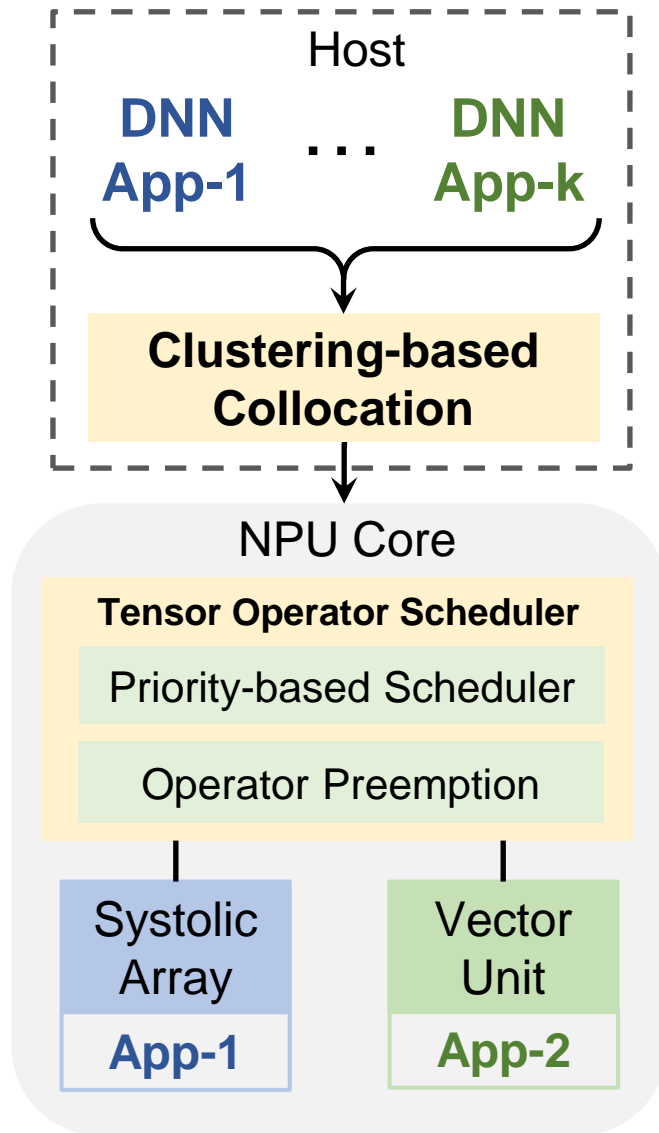 Host
DNN ... DNN
App-1 App-k
Clustering-based
Collocation
NPU Core
Tensor Operator Scheduler
Priority-based Scheduler
Operator Preemption
Systolic Vector
Array Unit
App-1 App-2